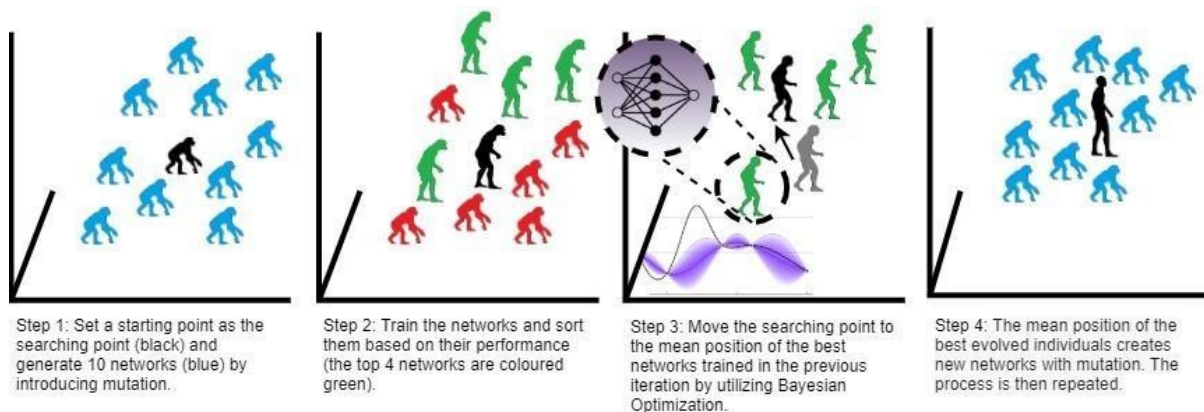 Step 1: Set a starting point as the
searching point (black) and
generate 10 networks (blue) by
introducing mutation.
Step 2: Train the networks and sort
them based on their performance
(the top 4 networks are coloured
green).
Step 3: Move the searching point to
the mean position of the best
networks trained in the previous
iteration by utilizing Bayesian
Optimization.
Step 4: The mean position of the
best evolved individuals creates
new networks with mutation. The
process is then repeated.